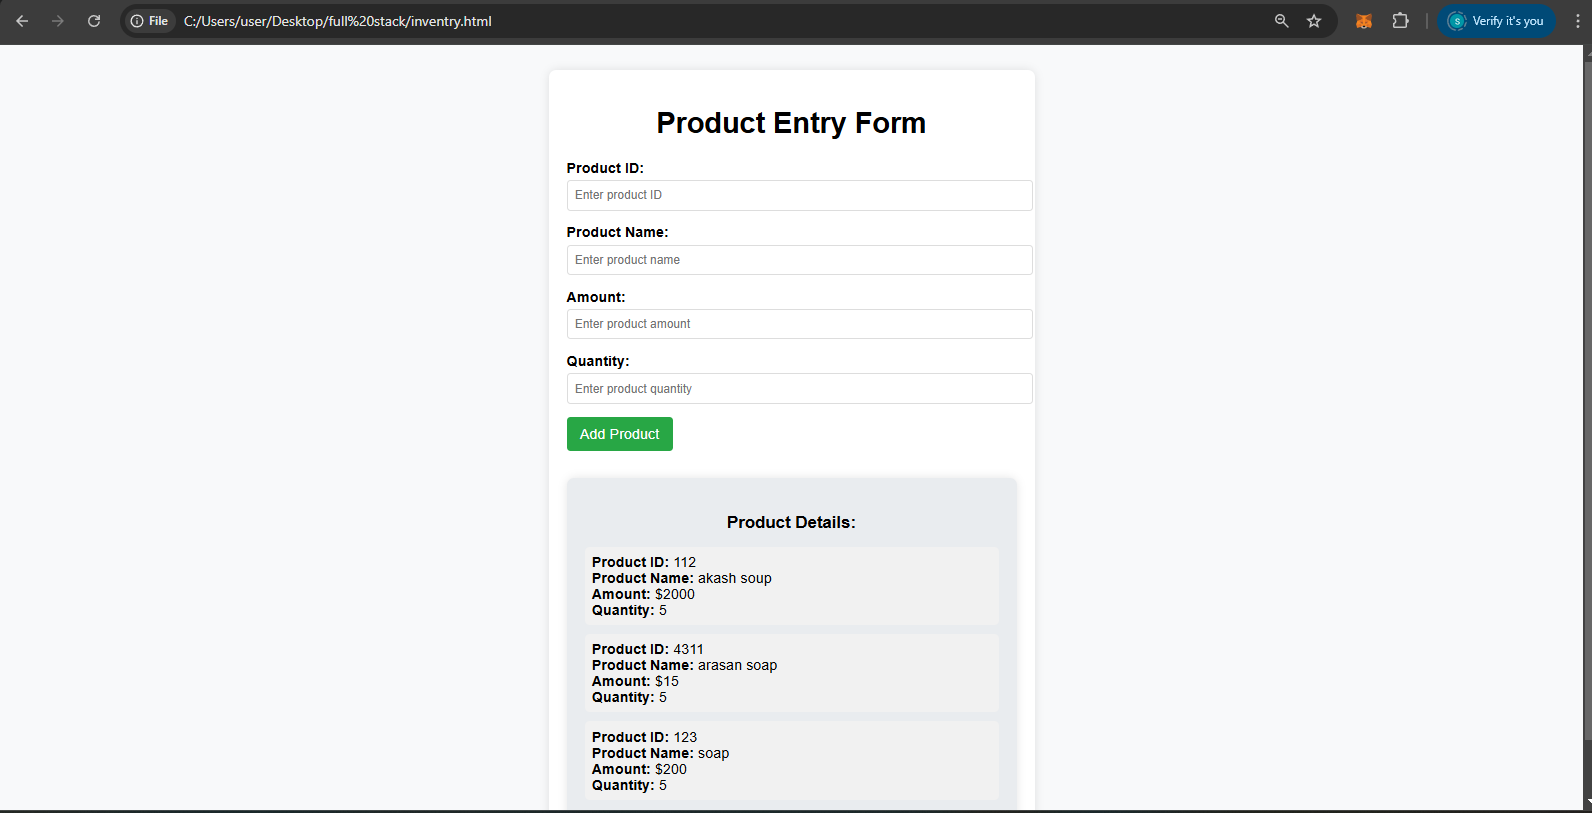 File C:/Users/user/Desktop/full%20stack/inventry.html S Verify it's you
Product Entry Form
Product ID:
Enter product ID
Product Name:
Enter product name
Amount:
Enter product amount
Quantity:
Enter product quantity
Add Product
Product Details:
Product ID: 112
Product Name: akash soup
Amount: $2000
Quantity: 5
Product ID: 4311
Product Name: arasan soap
Amount: $15
Quantity: 5
Product ID: 123
Product Name: soap
Amount: $200
Quantity: 5